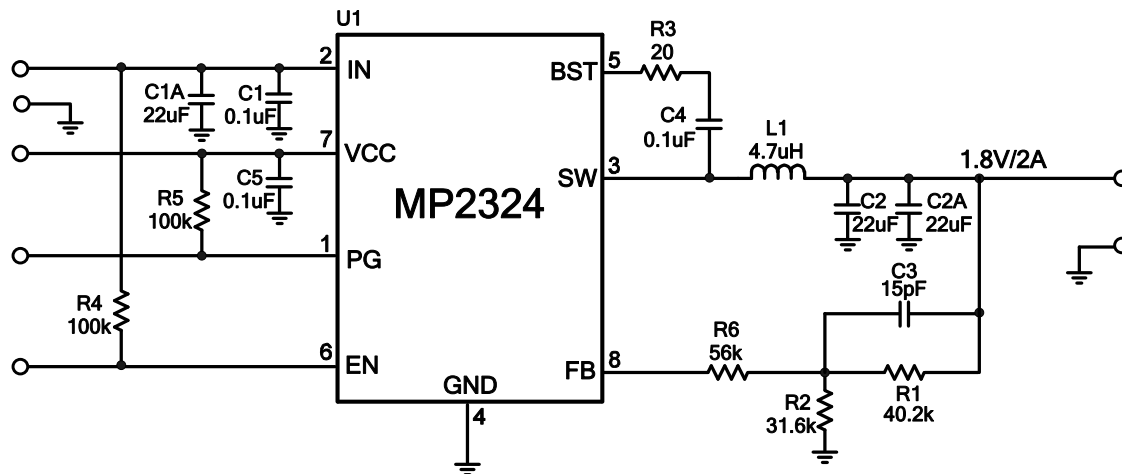 U1
MP2324
2
IN
C1A
22uF
C1
0.1uF
7
VCC
R5
100k
C5
0.1uF
1
PG
R4
100k
6
EN
GND
4
BST
5
R3
20
C4
0.1uF
SW
3
L1
4.7uH
1.8V/2A
C2
22uF
C2A
22uF
C3
15pF
FB
8
R6
56k
R2
31.6k
R1
40.2k